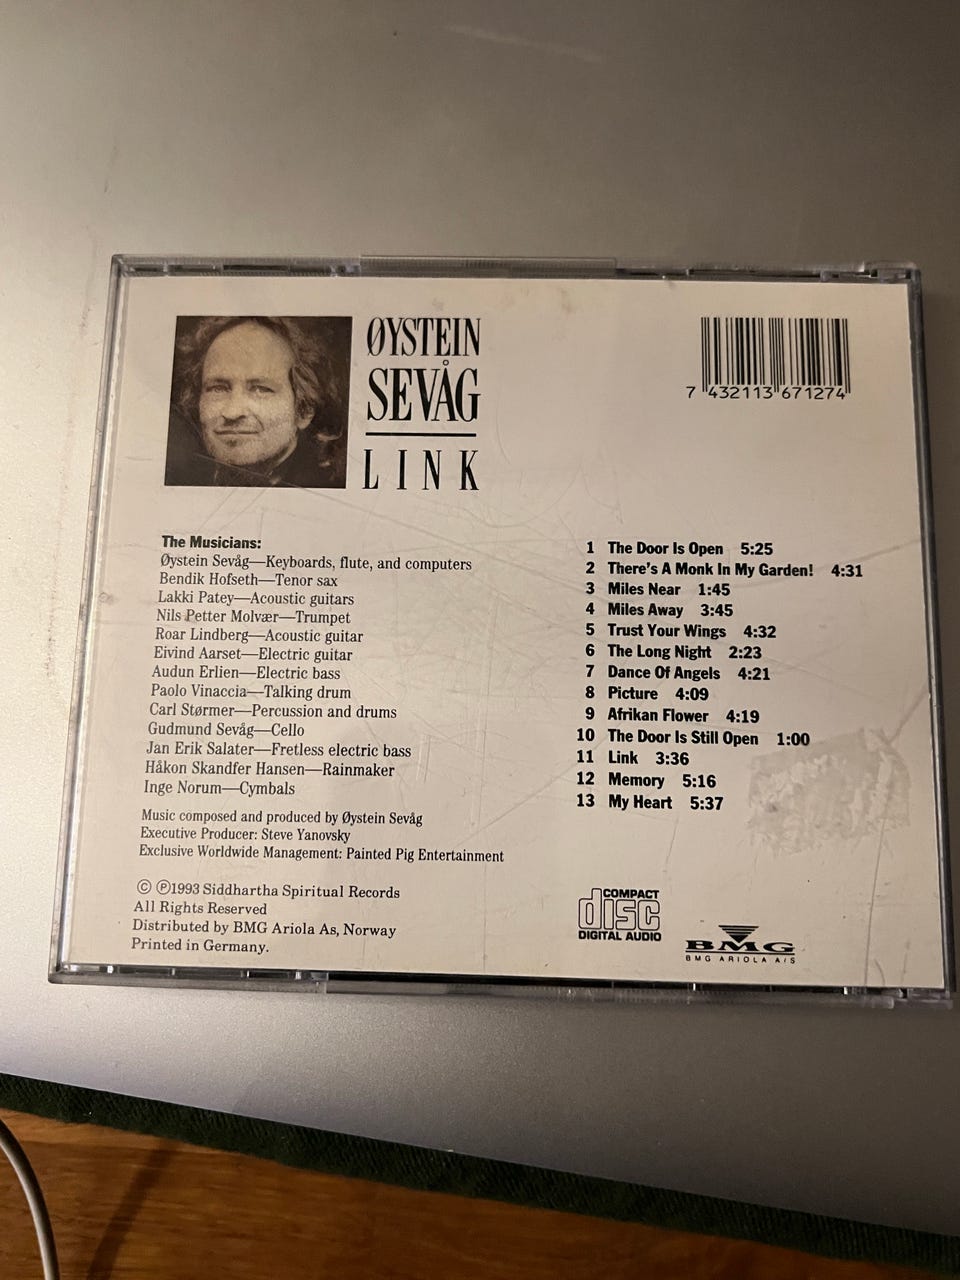 ØYSTEIN
SEVÅG
LINK
7 432113 671274
The Musicians:
Øystein Sevåg—Keyboards, flute, and computers
Bendik Hofseth—Tenor sax
Lakki Patey—Acoustic guitars
Nils Petter Molvær—Trumpet
Roar Lindberg—Acoustic guitar
Eivind Aarset—Electric guitar
Audun Erlien—Electric bass
Paolo Vinaccia—Talking drum
Carl Størmer—Percussion and drums
Gudmund Sevåg—Cello
Jan Erik Salater—Fretless electric bass
Håkon Skandfer Hansen—Rainmaker
Inge Norum—Cymbals
Music composed and produced by Øystein Sevåg
Executive Producer: Steve Yanovsky
Exclusive Worldwide Management: Painted Pig Entertainment
© ℗1993 Siddhartha Spiritual Records
All Rights Reserved
Distributed by BMG Ariola As, Norway
Printed in Germany.
1 The Door Is Open 5:25
2 There's A Monk In My Garden! 4:31
3 Miles Near 1:45
4 Miles Away 3:45
5 Trust Your Wings 4:32
6 The Long Night 2:23
7 Dance Of Angels 4:21
8 Picture 4:09
9 Afrikan Flower 4:19
10 The Door Is Still Open 1:00
11 Link 3:36
12 Memory 5:16
13 My Heart 5:37
COMPACT
disc
DIGITAL AUDIO
BMG
BMG ARIOLA A/S